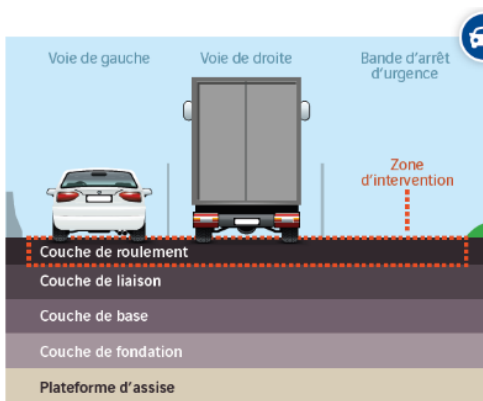 Voie de gauche
Voie de droite
Bande d'arrêt
d'urgence
Zone
d'intervention
Couche de roulement
Couche de liaison
Couche de base
Couche de fondation
Plateforme d'assise